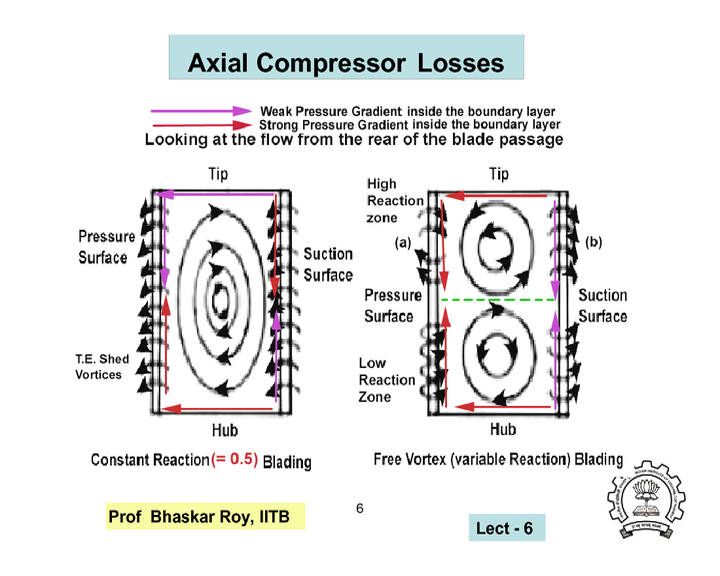 Axial Compressor Losses
Weak Pressure Gradient inside the boundary layer
Strong Pressure Gradient inside the boundary layer
Looking at the flow from the rear of the blade passage
Tip
Pressure
Surface
Suction
Surface
T.E. Shed
Vortices
Hub
Constant Reaction (= 0.5) Blading
Tip
High
Reaction
zone
(a)
(b)
Pressure
Surface
Suction
Surface
Low
Reaction
Zone
Hub
Free Vortex (variable Reaction) Blading
Prof Bhaskar Roy, IITB
6
Lect - 6